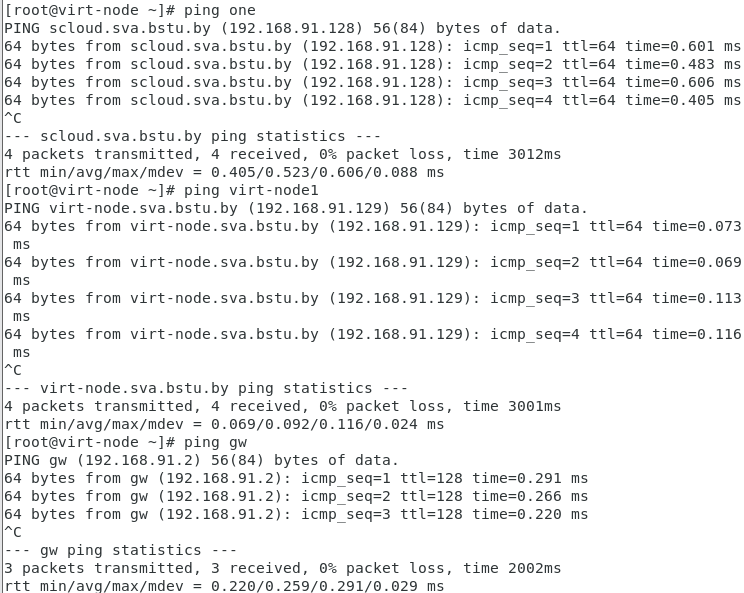 [root@virt-node ~]# ping one
PING scloud.sva.bstu.by (192.168.91.128) 56(84) bytes of data.
64 bytes from scloud.sva.bstu.by (192.168.91.128): icmp_seq=1 ttl=64 time=0.601 ms
64 bytes from scloud.sva.bstu.by (192.168.91.128): icmp_seq=2 ttl=64 time=0.483 ms
64 bytes from scloud.sva.bstu.by (192.168.91.128): icmp_seq=3 ttl=64 time=0.606 ms
64 bytes from scloud.sva.bstu.by (192.168.91.128): icmp_seq=4 ttl=64 time=0.405 ms
^C
--- scloud.sva.bstu.by ping statistics ---
4 packets transmitted, 4 received, 0% packet loss, time 3012ms
rtt min/avg/max/mdev = 0.405/0.523/0.606/0.088 ms
[root@virt-node ~]# ping virt-node1
PING virt-node.sva.bstu.by (192.168.91.129) 56(84) bytes of data.
64 bytes from virt-node.sva.bstu.by (192.168.91.129): icmp_seq=1 ttl=64 time=0.073
 ms
64 bytes from virt-node.sva.bstu.by (192.168.91.129): icmp_seq=2 ttl=64 time=0.069
 ms
64 bytes from virt-node.sva.bstu.by (192.168.91.129): icmp_seq=3 ttl=64 time=0.113
 ms
64 bytes from virt-node.sva.bstu.by (192.168.91.129): icmp_seq=4 ttl=64 time=0.116
 ms
^C
--- virt-node.sva.bstu.by ping statistics ---
4 packets transmitted, 4 received, 0% packet loss, time 3001ms
rtt min/avg/max/mdev = 0.069/0.092/0.116/0.024 ms
[root@virt-node ~]# ping gw
PING gw (192.168.91.2) 56(84) bytes of data.
64 bytes from gw (192.168.91.2): icmp_seq=1 ttl=128 time=0.291 ms
64 bytes from gw (192.168.91.2): icmp_seq=2 ttl=128 time=0.266 ms
64 bytes from gw (192.168.91.2): icmp_seq=3 ttl=128 time=0.220 ms
^C
--- gw ping statistics ---
3 packets transmitted, 3 received, 0% packet loss, time 2002ms
rtt min/avg/max/mdev = 0.220/0.259/0.291/0.029 ms